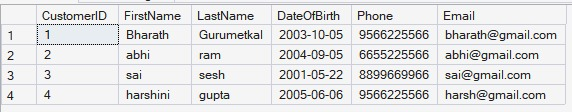 CustomerID FirstName LastName DateOfBirth Phone Email
1 1 Bharath Gurumetkal 2003-10-05 9566225566 bharath@gmail.com
2 2 abhi ram 2004-09-05 6655225566 abhi@gmail.com
3 3 sai sesh 2001-05-22 8899669966 sai@gmail.com
4 4 harshini gupta 2005-06-06 9566225566 harsh@gmail.com